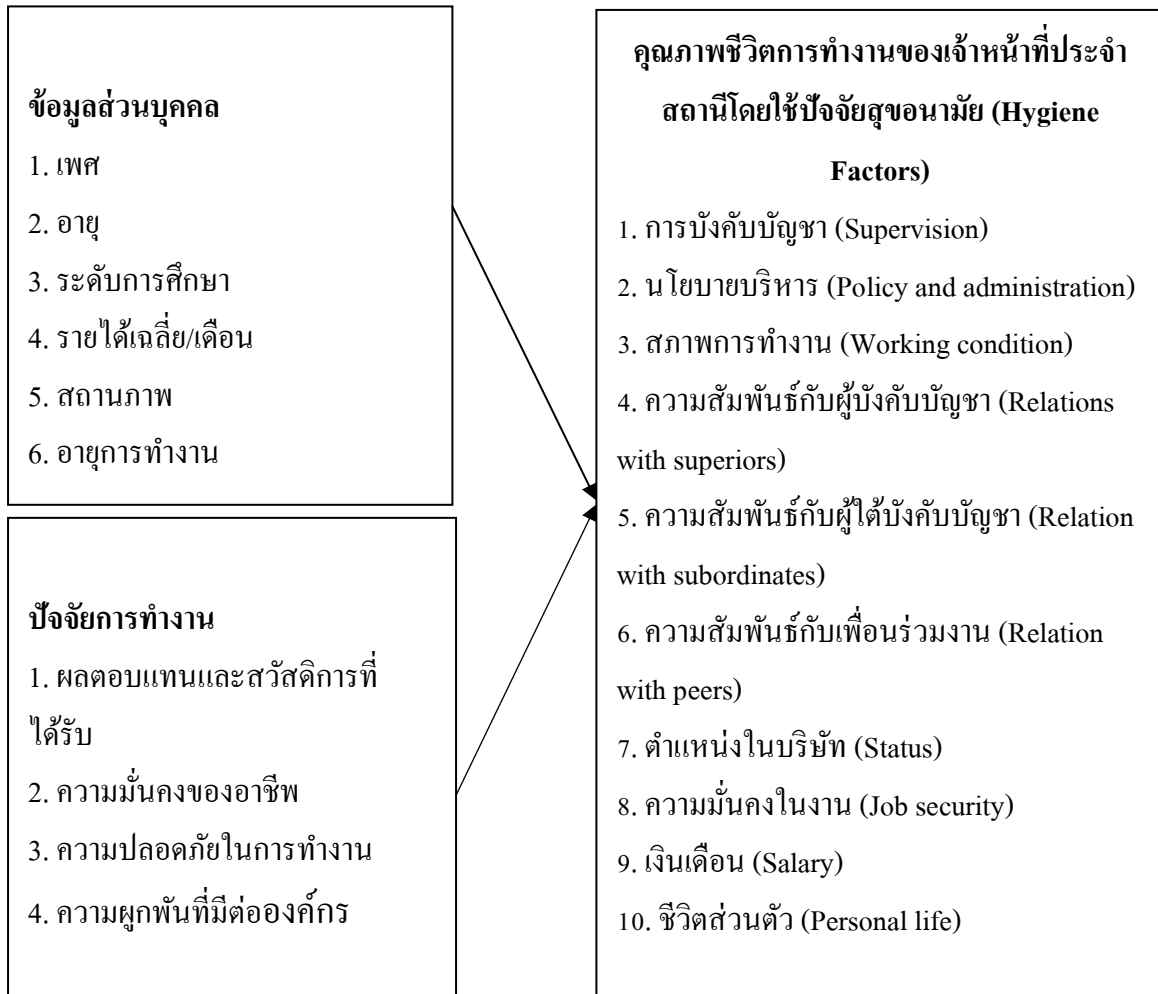 ข้อมูลส่วนบุคคล
1. เพศ
2. อายุ
3. ระดับการศึกษา
4. รายได้เฉลี่ย/เดือน
5. สถานภาพ
6. อายุการทำงาน
ปัจจัยการทำงาน
1. ผลตอบแทนและสวัสดิการที่
ได้รับ
2. ความมั่นคงของอาชีพ
3. ความปลอดภัยในการทำงาน
4. ความผูกพันที่มีต่อองค์กร
คุณภาพชีวิตการทำงานของเจ้าหน้าที่ประจำ
สถานีโดยใช้ปัจจัยสุขอนามัย (Hygiene
Factors)
1. การบังคับบัญชา (Supervision)
2. นโยบายบริหาร (Policy and administration)
3. สภาพการทำงาน (Working condition)
4. ความสัมพันธ์กับผู้บังคับบัญชา (Relations
with superiors)
5. ความสัมพันธ์กับผู้ใต้บังคับบัญชา (Relation
with subordinates)
6. ความสัมพันธ์กับเพื่อนร่วมงาน (Relation
with peers)
7. ตำแหน่งในบริษัท (Status)
8. ความมั่นคงในงาน (Job security)
9. เงินเดือน (Salary)
10. ชีวิตส่วนตัว (Personal life)